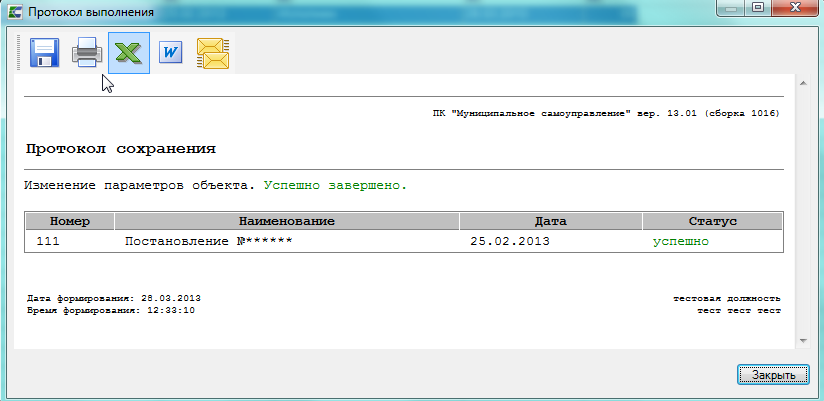 Протокол выполнения
W
ПК "Муниципальное самоуправление" вер. 13.01 (сборка 1016)
Протокол сохранения
Изменение параметров объекта. Успешно завершено.
Номер Наименование Дата Статус
111 Постановление №****** 25.02.2013 успешно
Дата формирования: 28.03.2013 тестовая должность
Время формирования: 12:33:10 тест тест тест
Закрыть